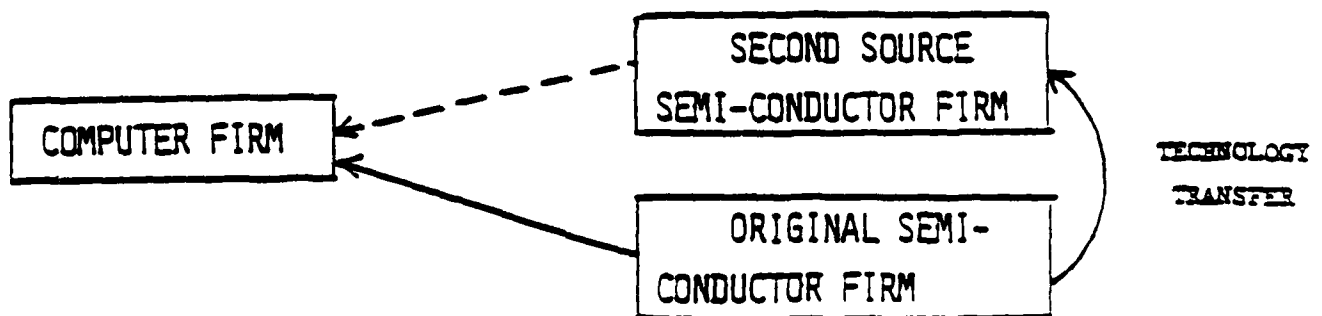 SECOND SOURCE
SEMI-CONDUCTOR FIRM
COMPUTER FIRM
TECHNOLOGY
TRANSFER
ORIGINAL SEMI-
CONDUCTOR FIRM